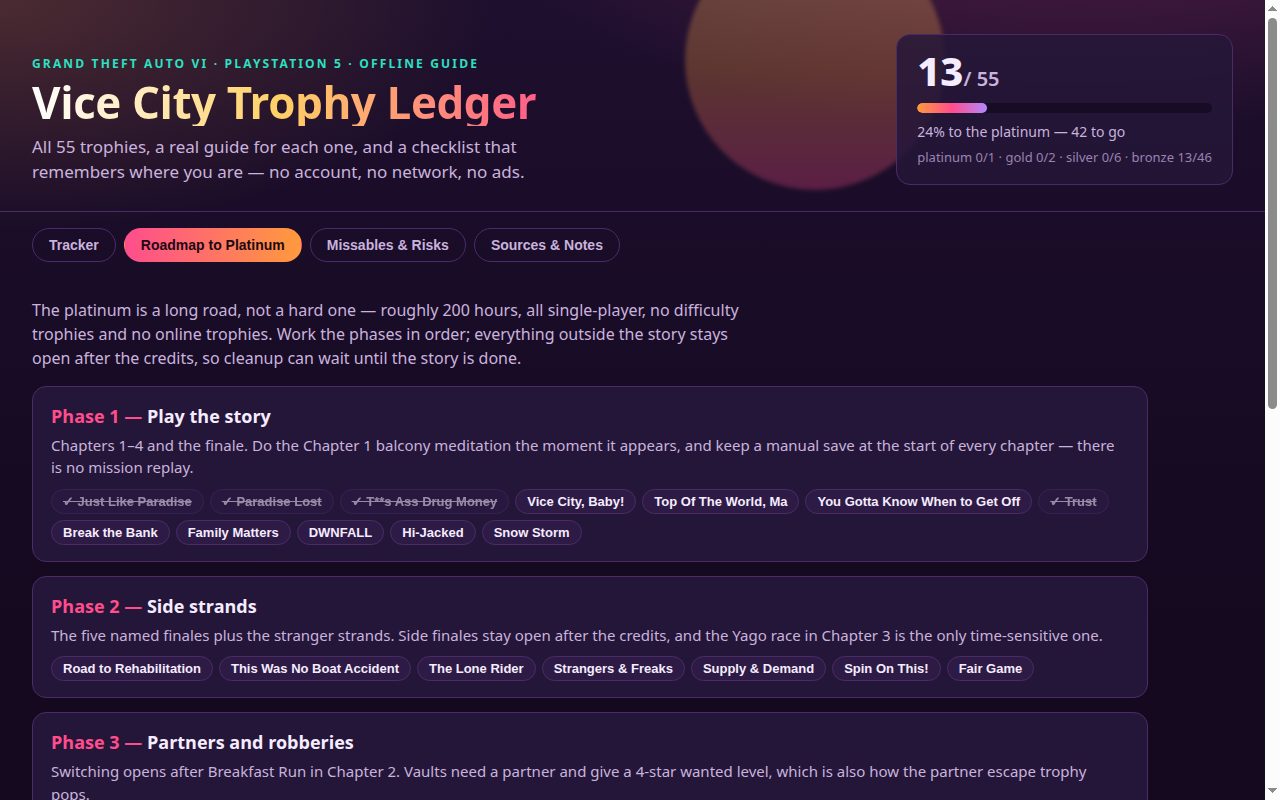 GRAND THEFT AUTO VI · PLAYSTATION 5 · OFFLINE GUIDE
Vice City Trophy Ledger
All 55 trophies, a real guide for each one, and a checklist that
remembers where you are — no account, no network, no ads.
13 / 55
24% to the platinum — 42 to go
platinum 0/1 · gold 0/2 · silver 0/6 · bronze 13/46
Tracker
Roadmap to Platinum
Missables & Risks
Sources & Notes
The platinum is a long road, not a hard one — roughly 200 hours, all single-player, no difficulty
trophies and no online trophies. Work the phases in order; everything outside the story stays
open after the credits, so cleanup can wait until the story is done.
Phase 1 — Play the story
Chapters 1–4 and the finale. Do the Chapter 1 balcony meditation the moment it appears, and keep a manual save at the start of every chapter — there
is no mission replay.
✓ Just Like Paradise ✓ Paradise Lost ✓ T**s Ass Drug Money Vice City, Baby! Top Of The World, Ma You Gotta Know When to Get Off ✓ Trust
Break the Bank Family Matters DWNFALL Hi-Jacked Snow Storm
Phase 2 — Side strands
The five named finales plus the stranger strands. Side finales stay open after the credits, and the Yago race in Chapter 3 is the only time-sensitive one.
Road to Rehabilitation This Was No Boat Accident The Lone Rider Strangers & Freaks Supply & Demand Spin On This! Fair Game
Phase 3 — Partners and robberies
Switching opens after Breakfast Run in Chapter 2. Vaults need a partner and give a 4-star wanted level, which is also how the partner escape trophy
pops.